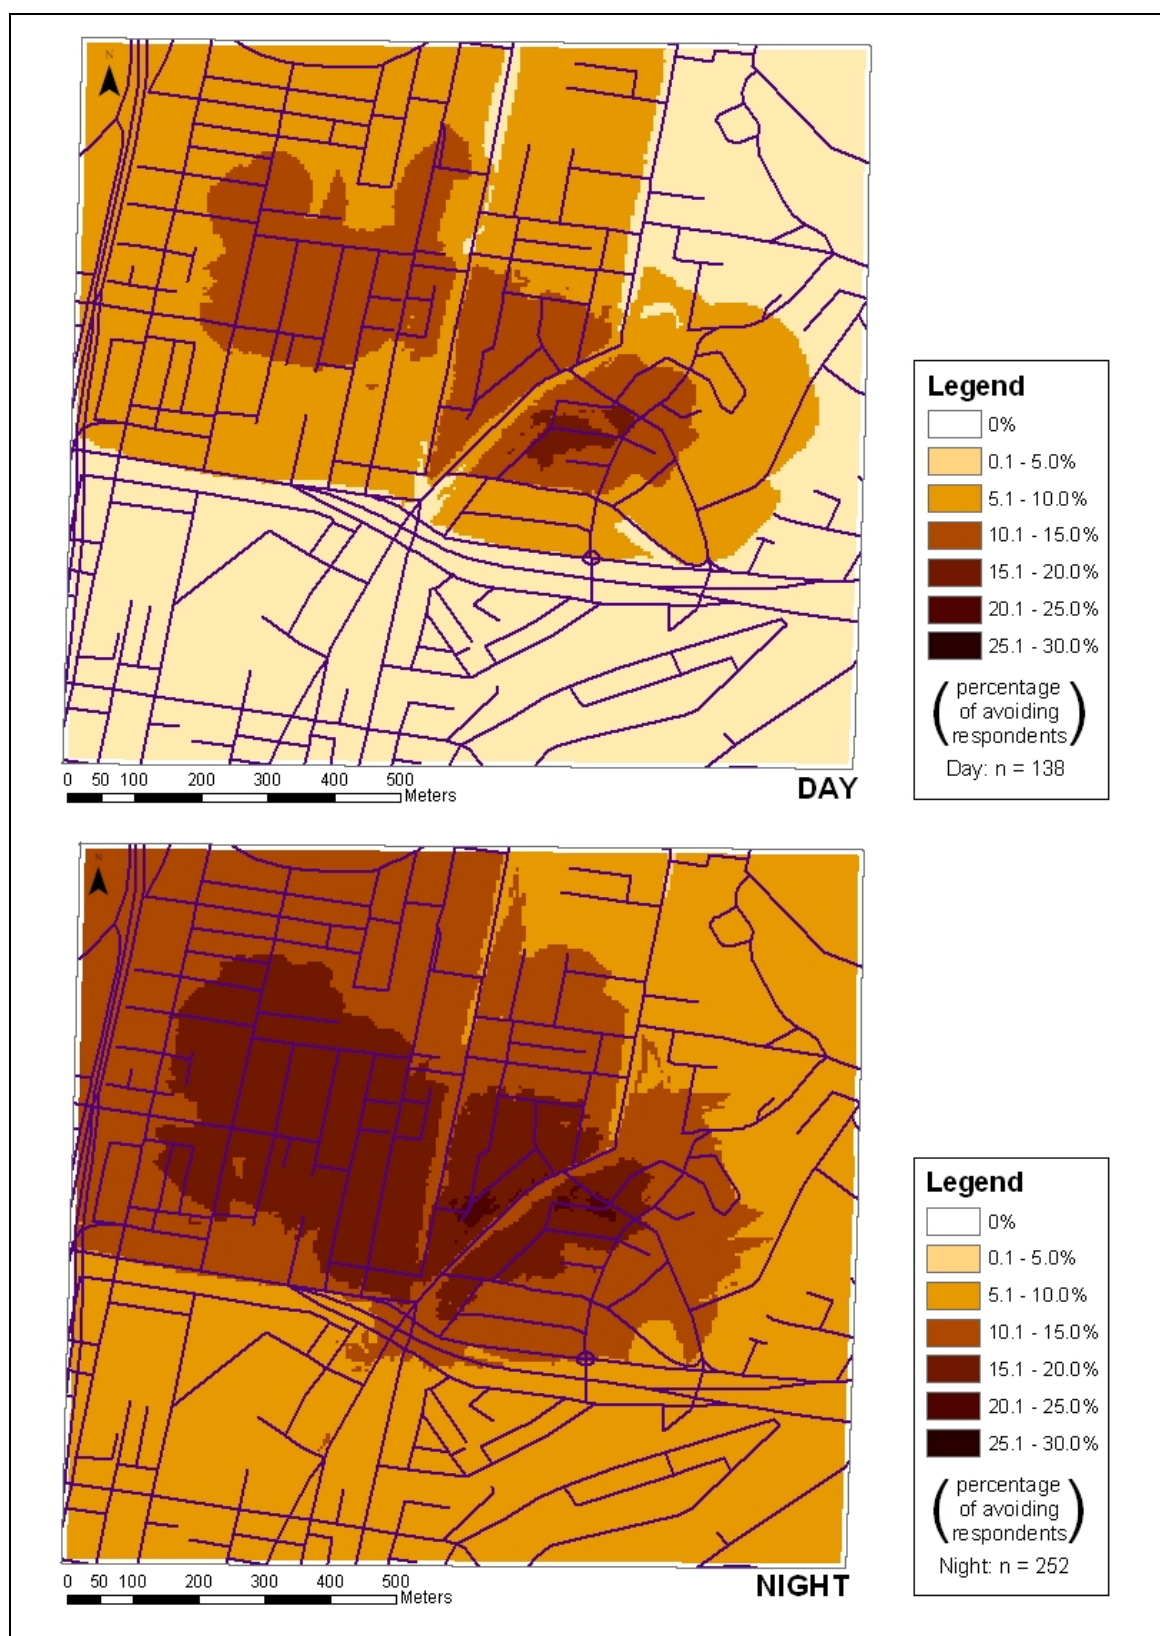 N
Legend
0%
0.1 - 5.0%
5.1 - 10.0%
10.1 - 15.0%
15.1 - 20.0%
20.1 - 25.0%
25.1 - 30.0%
( percentage
of avoiding
respondents )
Day: n = 138
0 50 100 200 300 400 500
Meters
DAY
N
Legend
0%
0.1 - 5.0%
5.1 - 10.0%
10.1 - 15.0%
15.1 - 20.0%
20.1 - 25.0%
25.1 - 30.0%
( percentage
of avoiding
respondents )
Night: n = 252
0 50 100 200 300 400 500
Meters
NIGHT